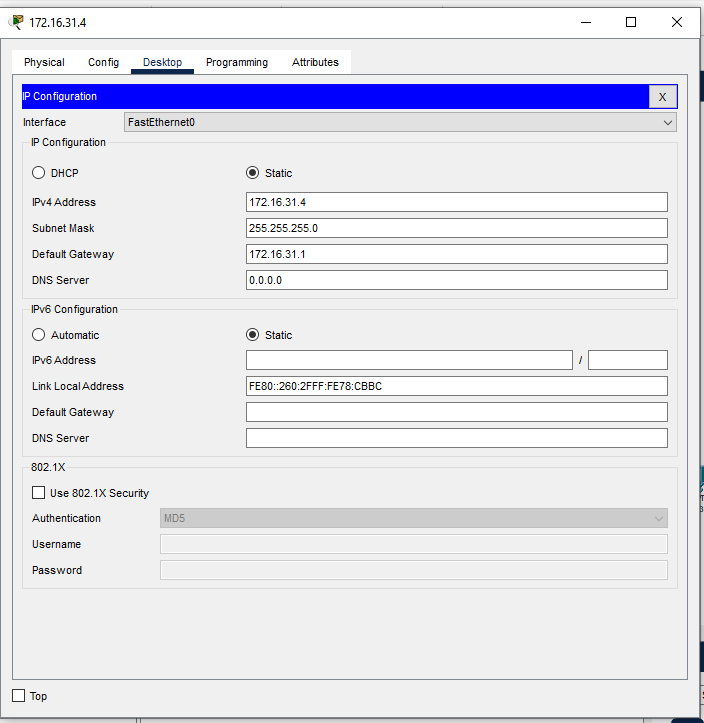 172.16.31.4
Physical Config Desktop Programming Attributes
IP Configuration X
Interface FastEthernet0
IP Configuration
DHCP Static
IPv4 Address 172.16.31.4
Subnet Mask 255.255.255.0
Default Gateway 172.16.31.1
DNS Server 0.0.0.0
IPv6 Configuration
Automatic Static
IPv6 Address /
Link Local Address FE80::260:2FFF:FE78:CBBC
Default Gateway
DNS Server
802.1X
Use 802.1X Security
Authentication MD5
Username
Password
Top